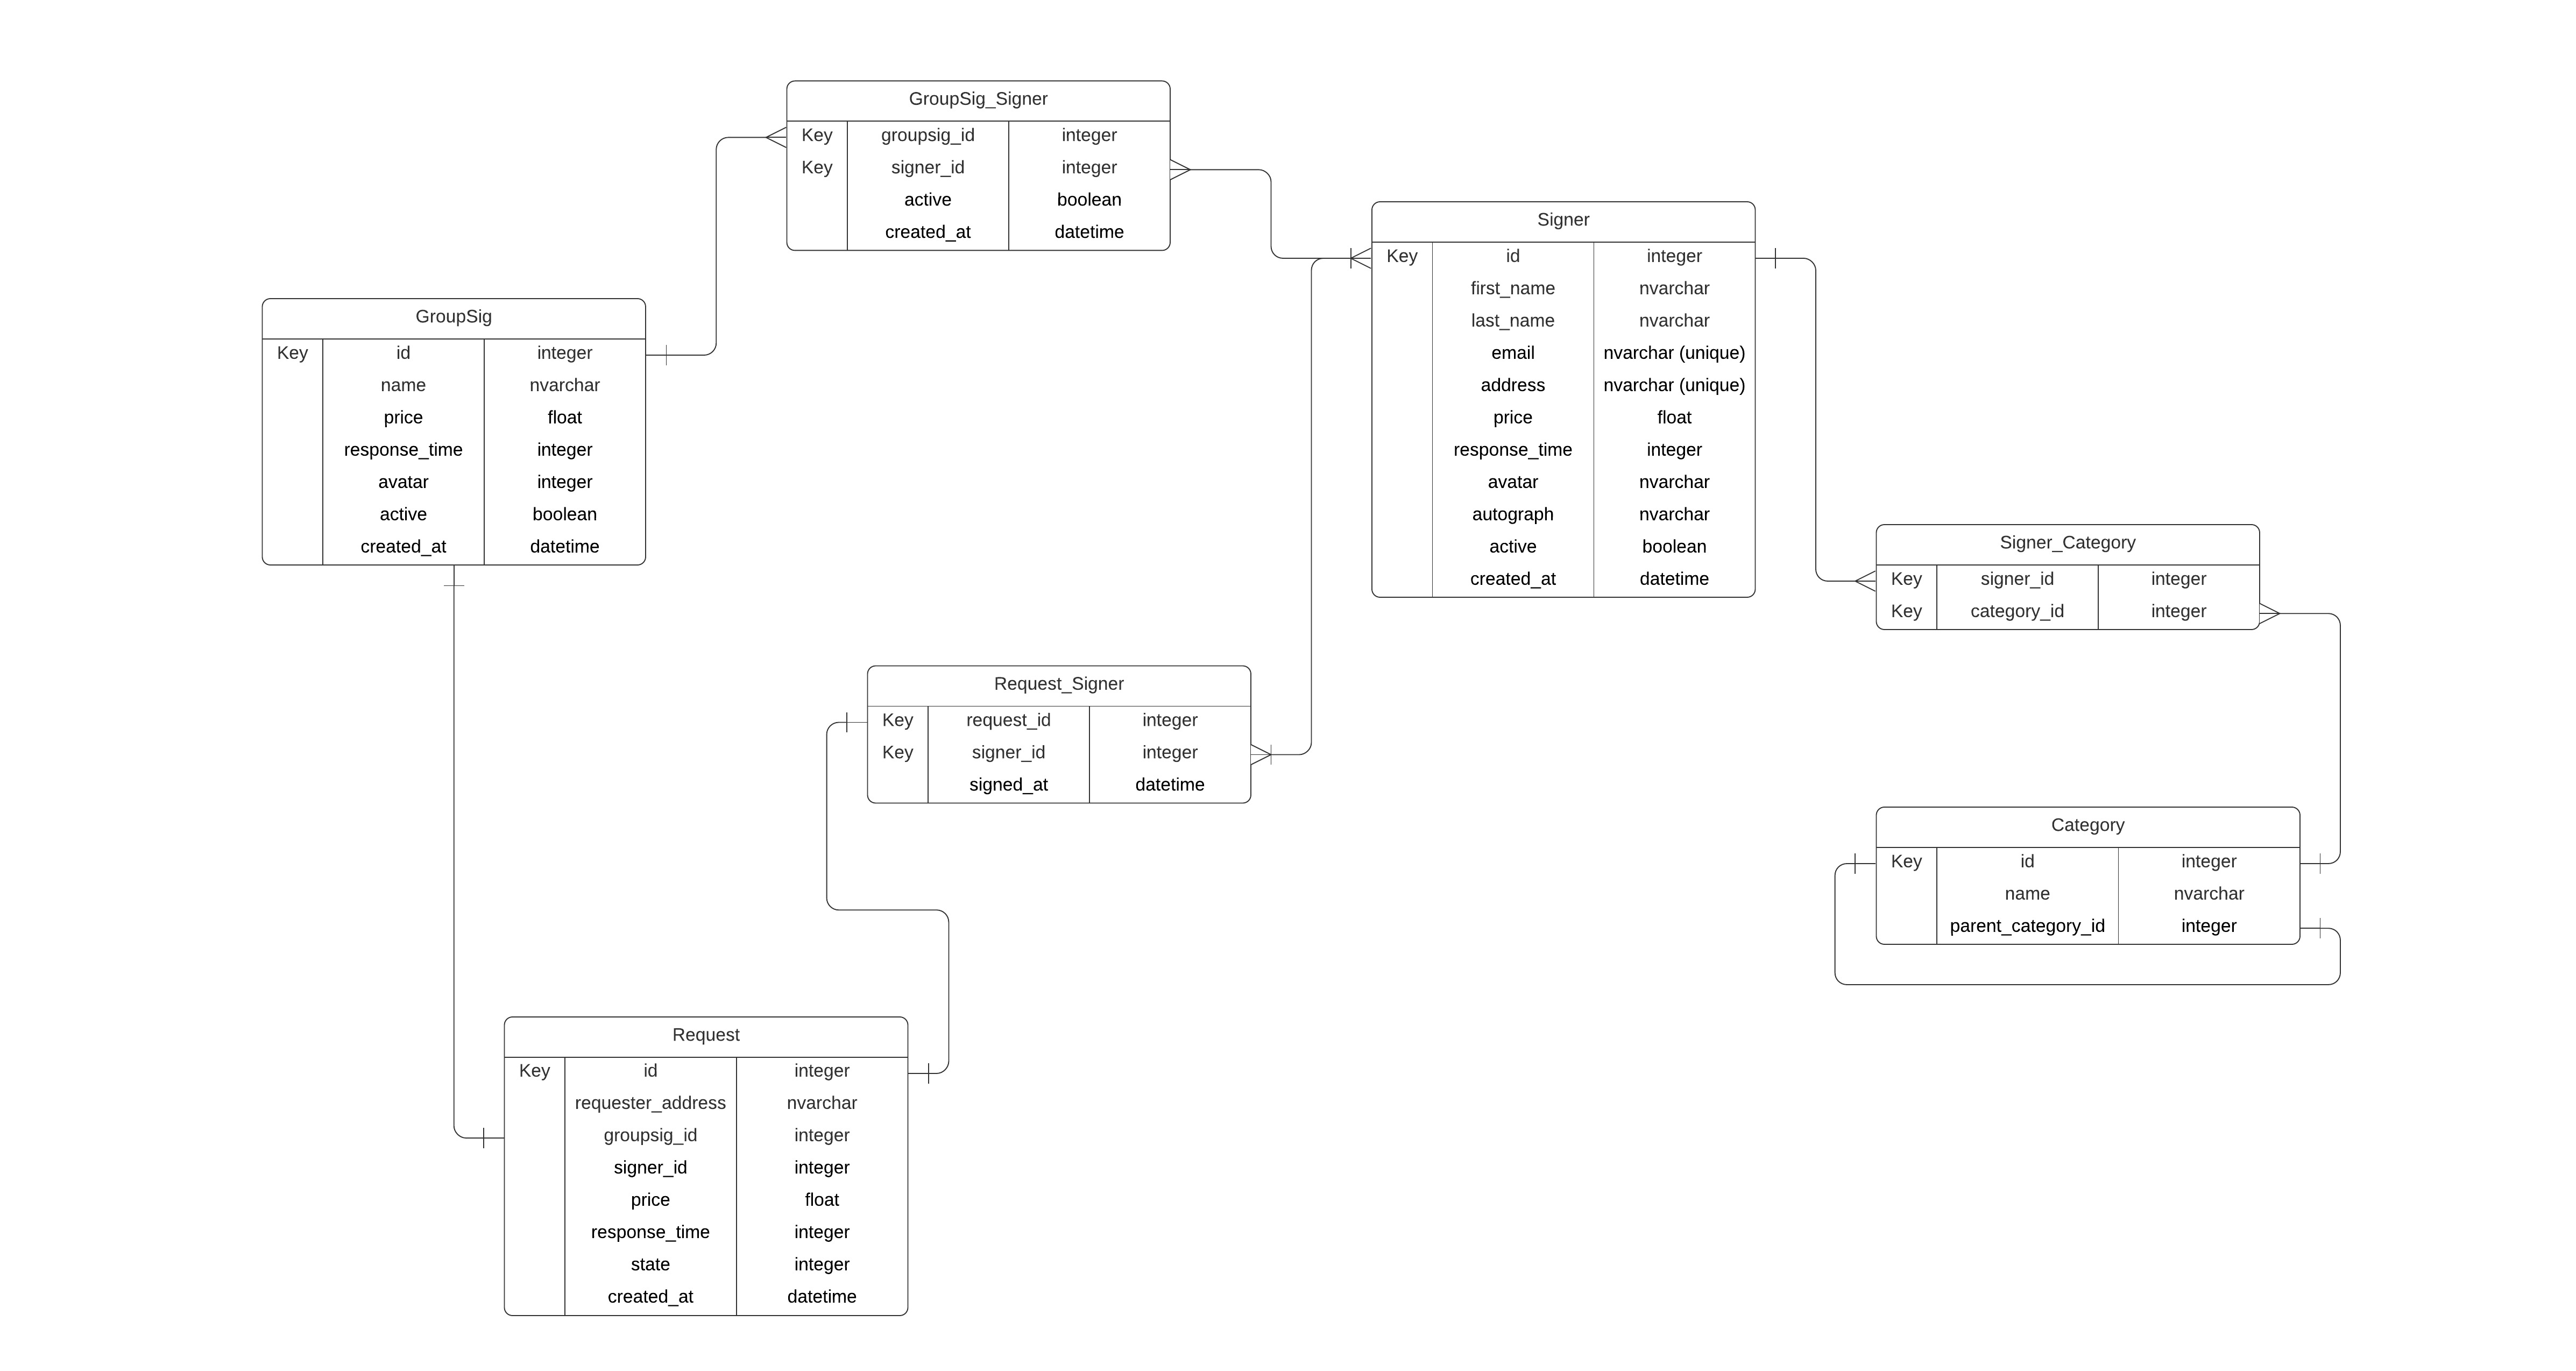 GroupSig_Signer
Key groupsig_id integer
Key signer_id integer
active boolean
created_at datetime
Signer
Key id integer
first_name nvarchar
last_name nvarchar
email nvarchar (unique)
address nvarchar (unique)
price float
response_time integer
avatar nvarchar
autograph nvarchar
active boolean
created_at datetime
GroupSig
Key id integer
name nvarchar
price float
response_time integer
avatar integer
active boolean
created_at datetime
Signer_Category
Key signer_id integer
Key category_id integer
Request_Signer
Key request_id integer
Key signer_id integer
signed_at datetime
Category
Key id integer
name nvarchar
parent_category_id integer
Request
Key id integer
requester_address nvarchar
groupsig_id integer
signer_id integer
price float
response_time integer
state integer
created_at datetime